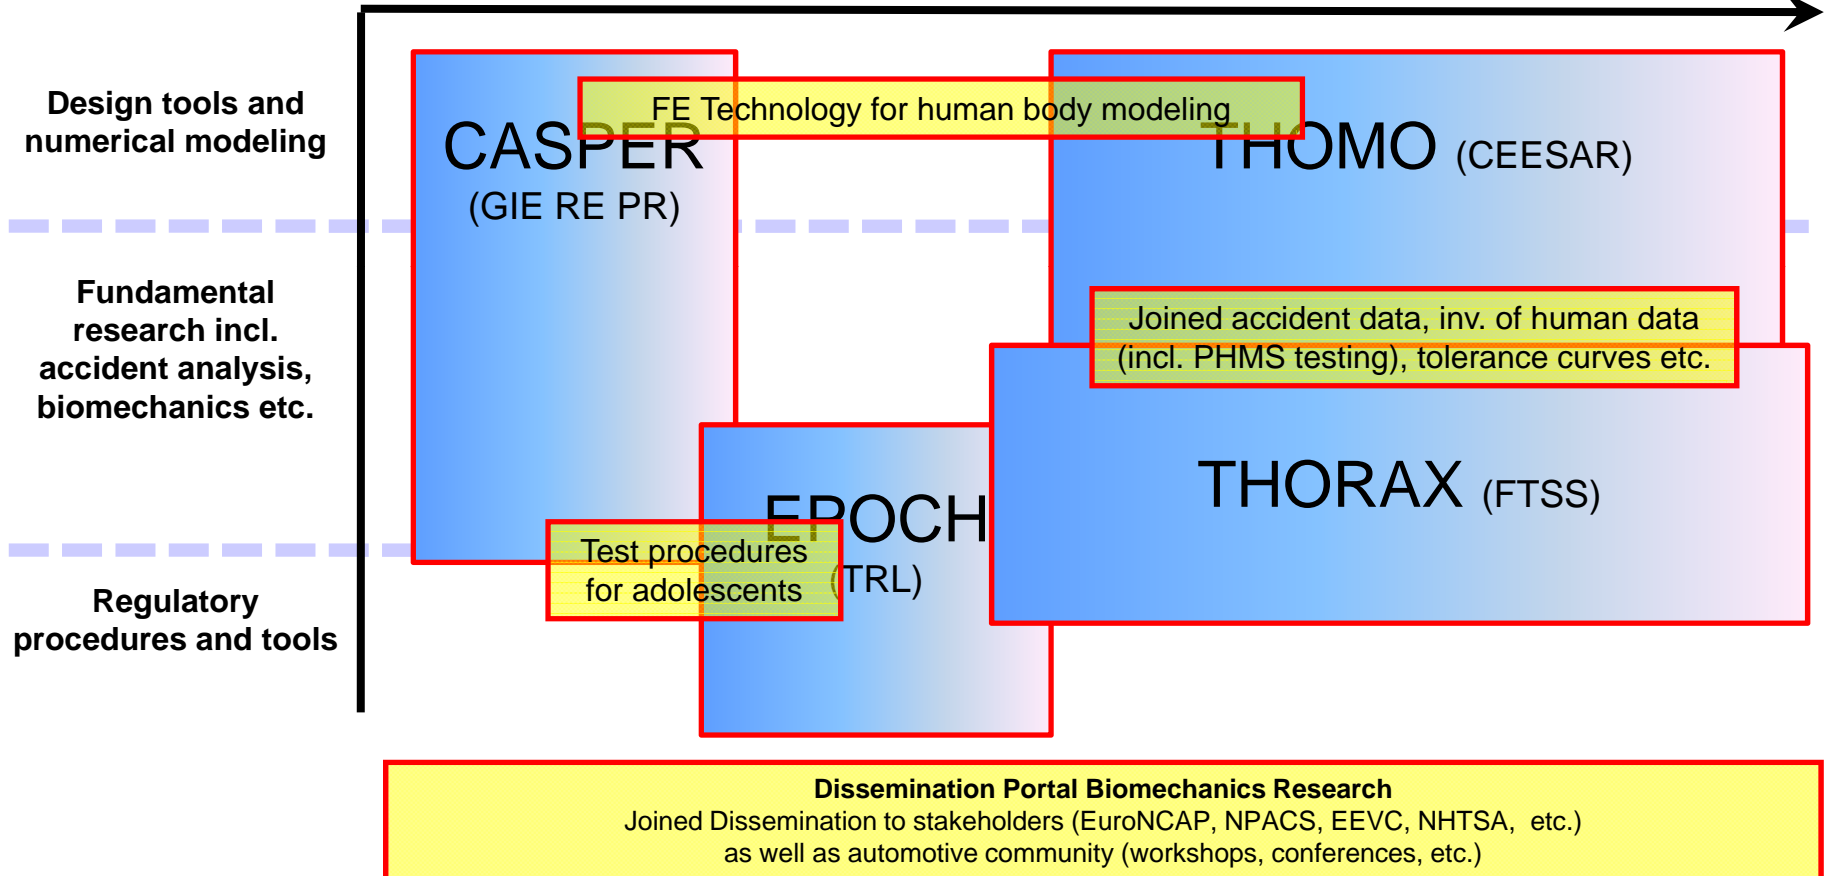 Design tools and
numerical modeling
FE Technology for human body modeling
CASPER
(GIE RE PR)
THOMO (CEESAR)
Fundamental
research incl.
accident analysis,
biomechanics etc.
Joined accident data, inv. of human data
(incl. PHMS testing), tolerance curves etc.
THORAX (FTSS)
EPOCH
(TRL)
Test procedures
for adolescents
Regulatory
procedures and tools
Dissemination Portal Biomechanics Research
Joined Dissemination to stakeholders (EuroNCAP, NPACS, EEVC, NHTSA, etc.)
as well as automotive community (workshops, conferences, etc.)